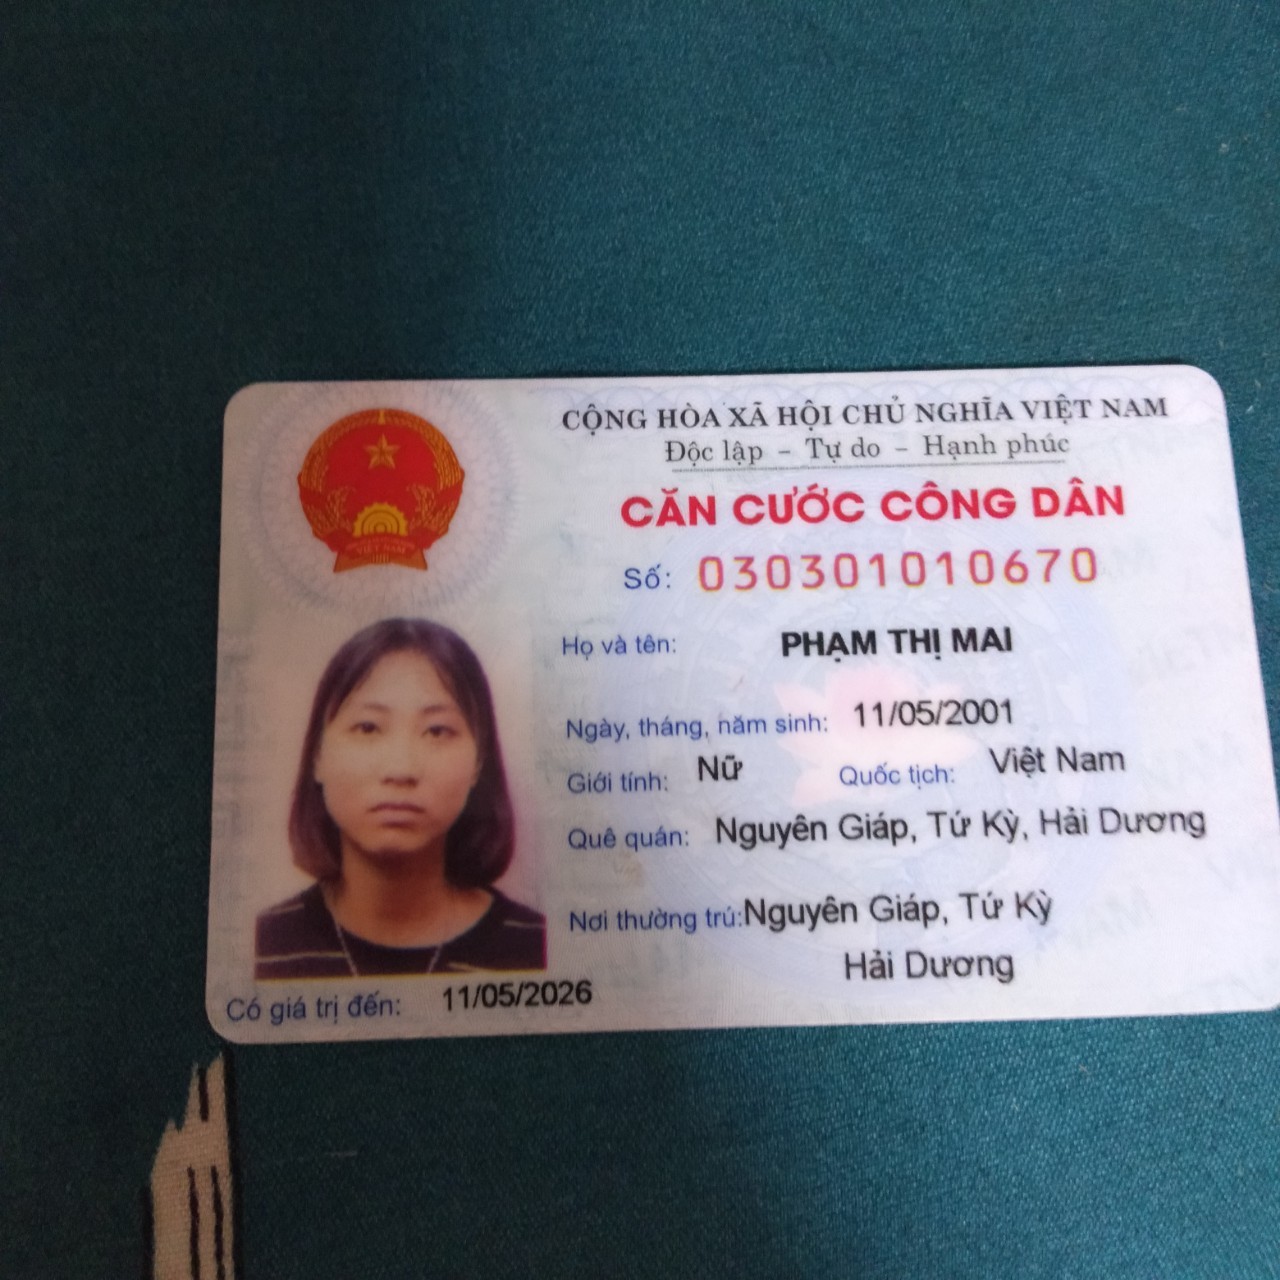 CỘNG HÒA XÃ HỘI CHỦ NGHĨA VIỆT NAM
Độc lập – Tự do – Hạnh phúc
CĂN CƯỚC CÔNG DÂN
Số: 030301010670
Họ và tên: PHẠM THỊ MAI
Ngày, tháng, năm sinh: 11/05/2001
Giới tính: Nữ Quốc tịch: Việt Nam
Quê quán: Nguyên Giáp, Tứ Kỳ, Hải Dương
Nơi thường trú: Nguyên Giáp, Tứ Kỳ
Hải Dương
Có giá trị đến: 11/05/2026